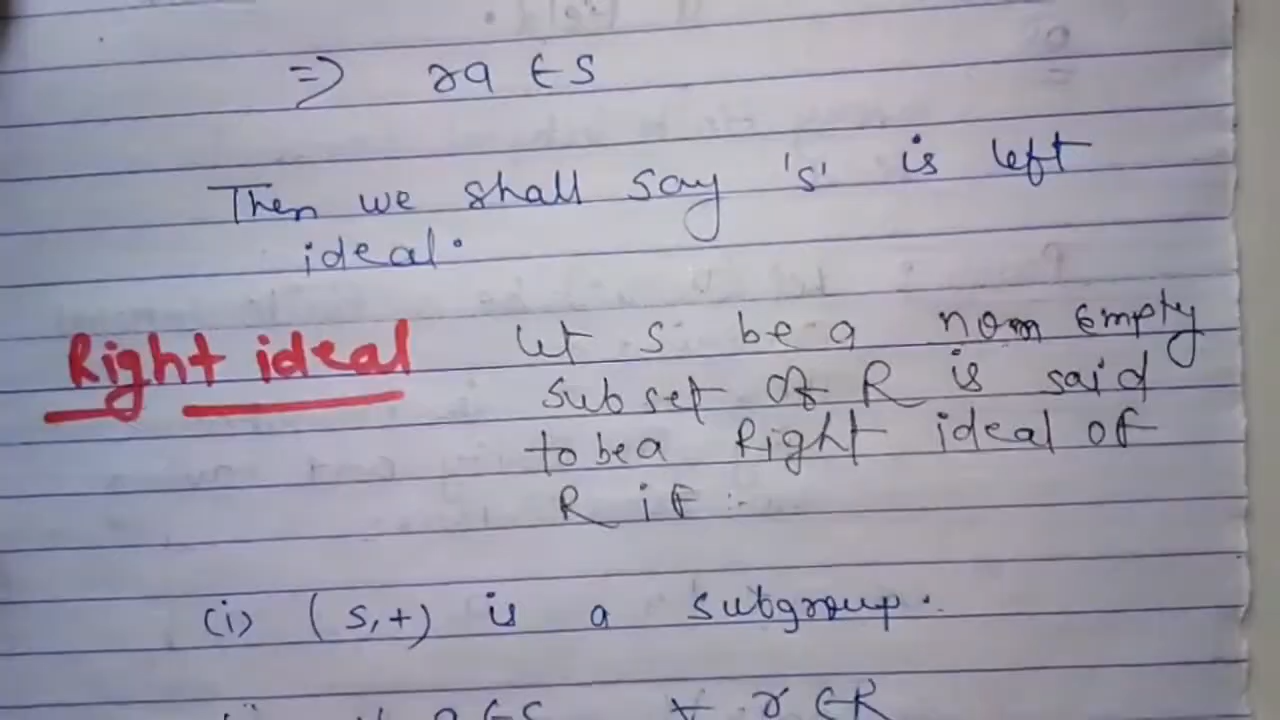 => ra ∈ S
Then we shall say 's' is left
ideal.
Right ideal Let S be a non empty
subset of R is said
to be a Right ideal of
R if :-
(i) (S,+) is a subgroup.
a ∈ S ∀ r ∈ R